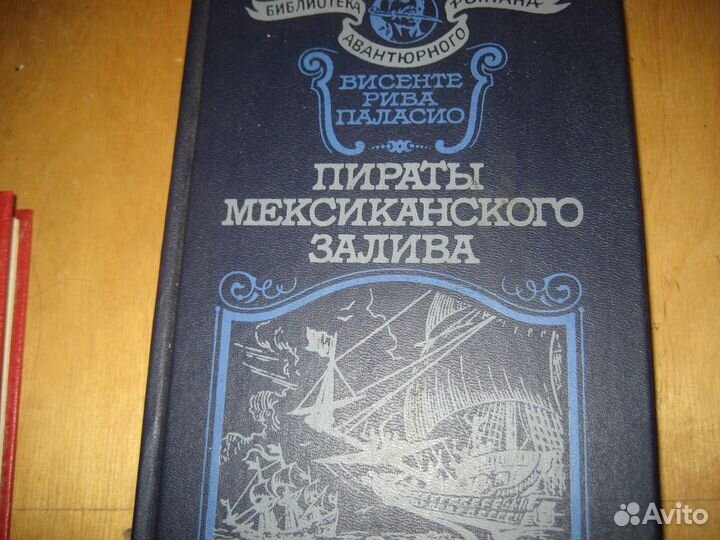 БИБЛИОТЕКА
АВАНТЮРНОГО
РОМАНА
ВИСЕНТЕ
РИВА
ПАЛАСИО
ПИРАТЫ
МЕКСИКАНСКОГО
ЗАЛИВА
Avito